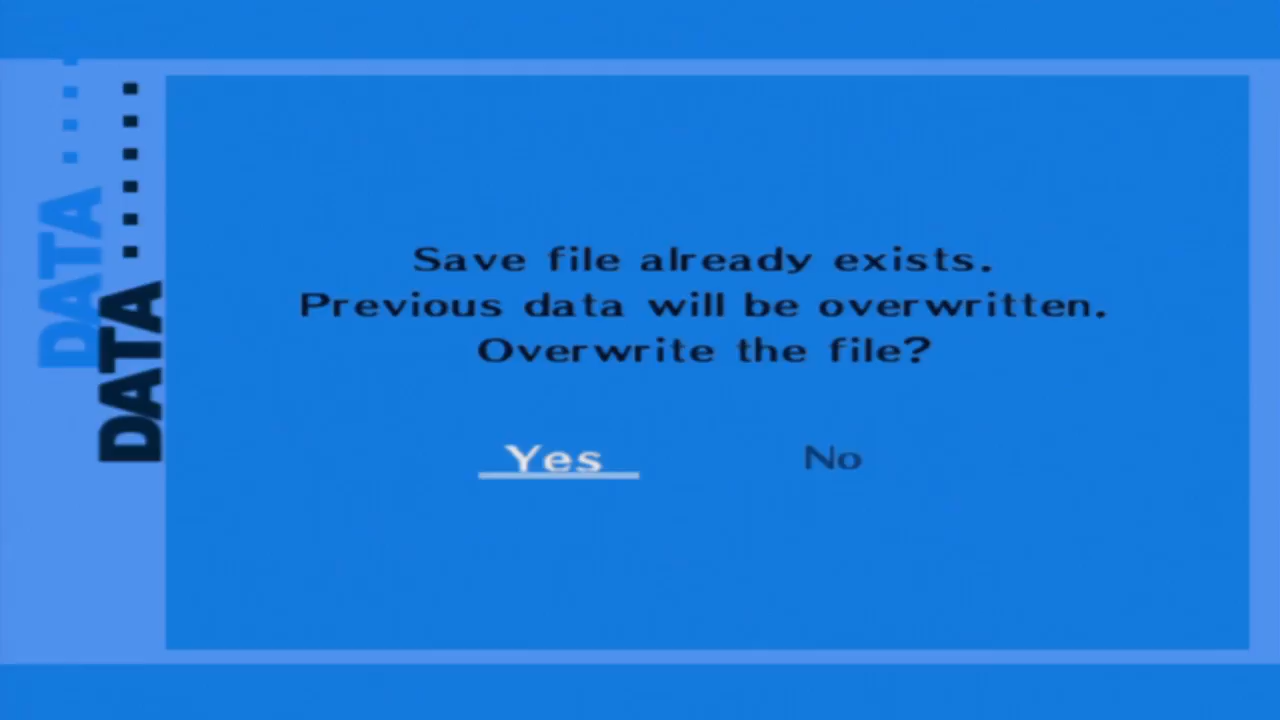 DATA ......
DATA ....
Save file already exists.
Previous data will be overwritten.
Overwrite the file?
Yes No